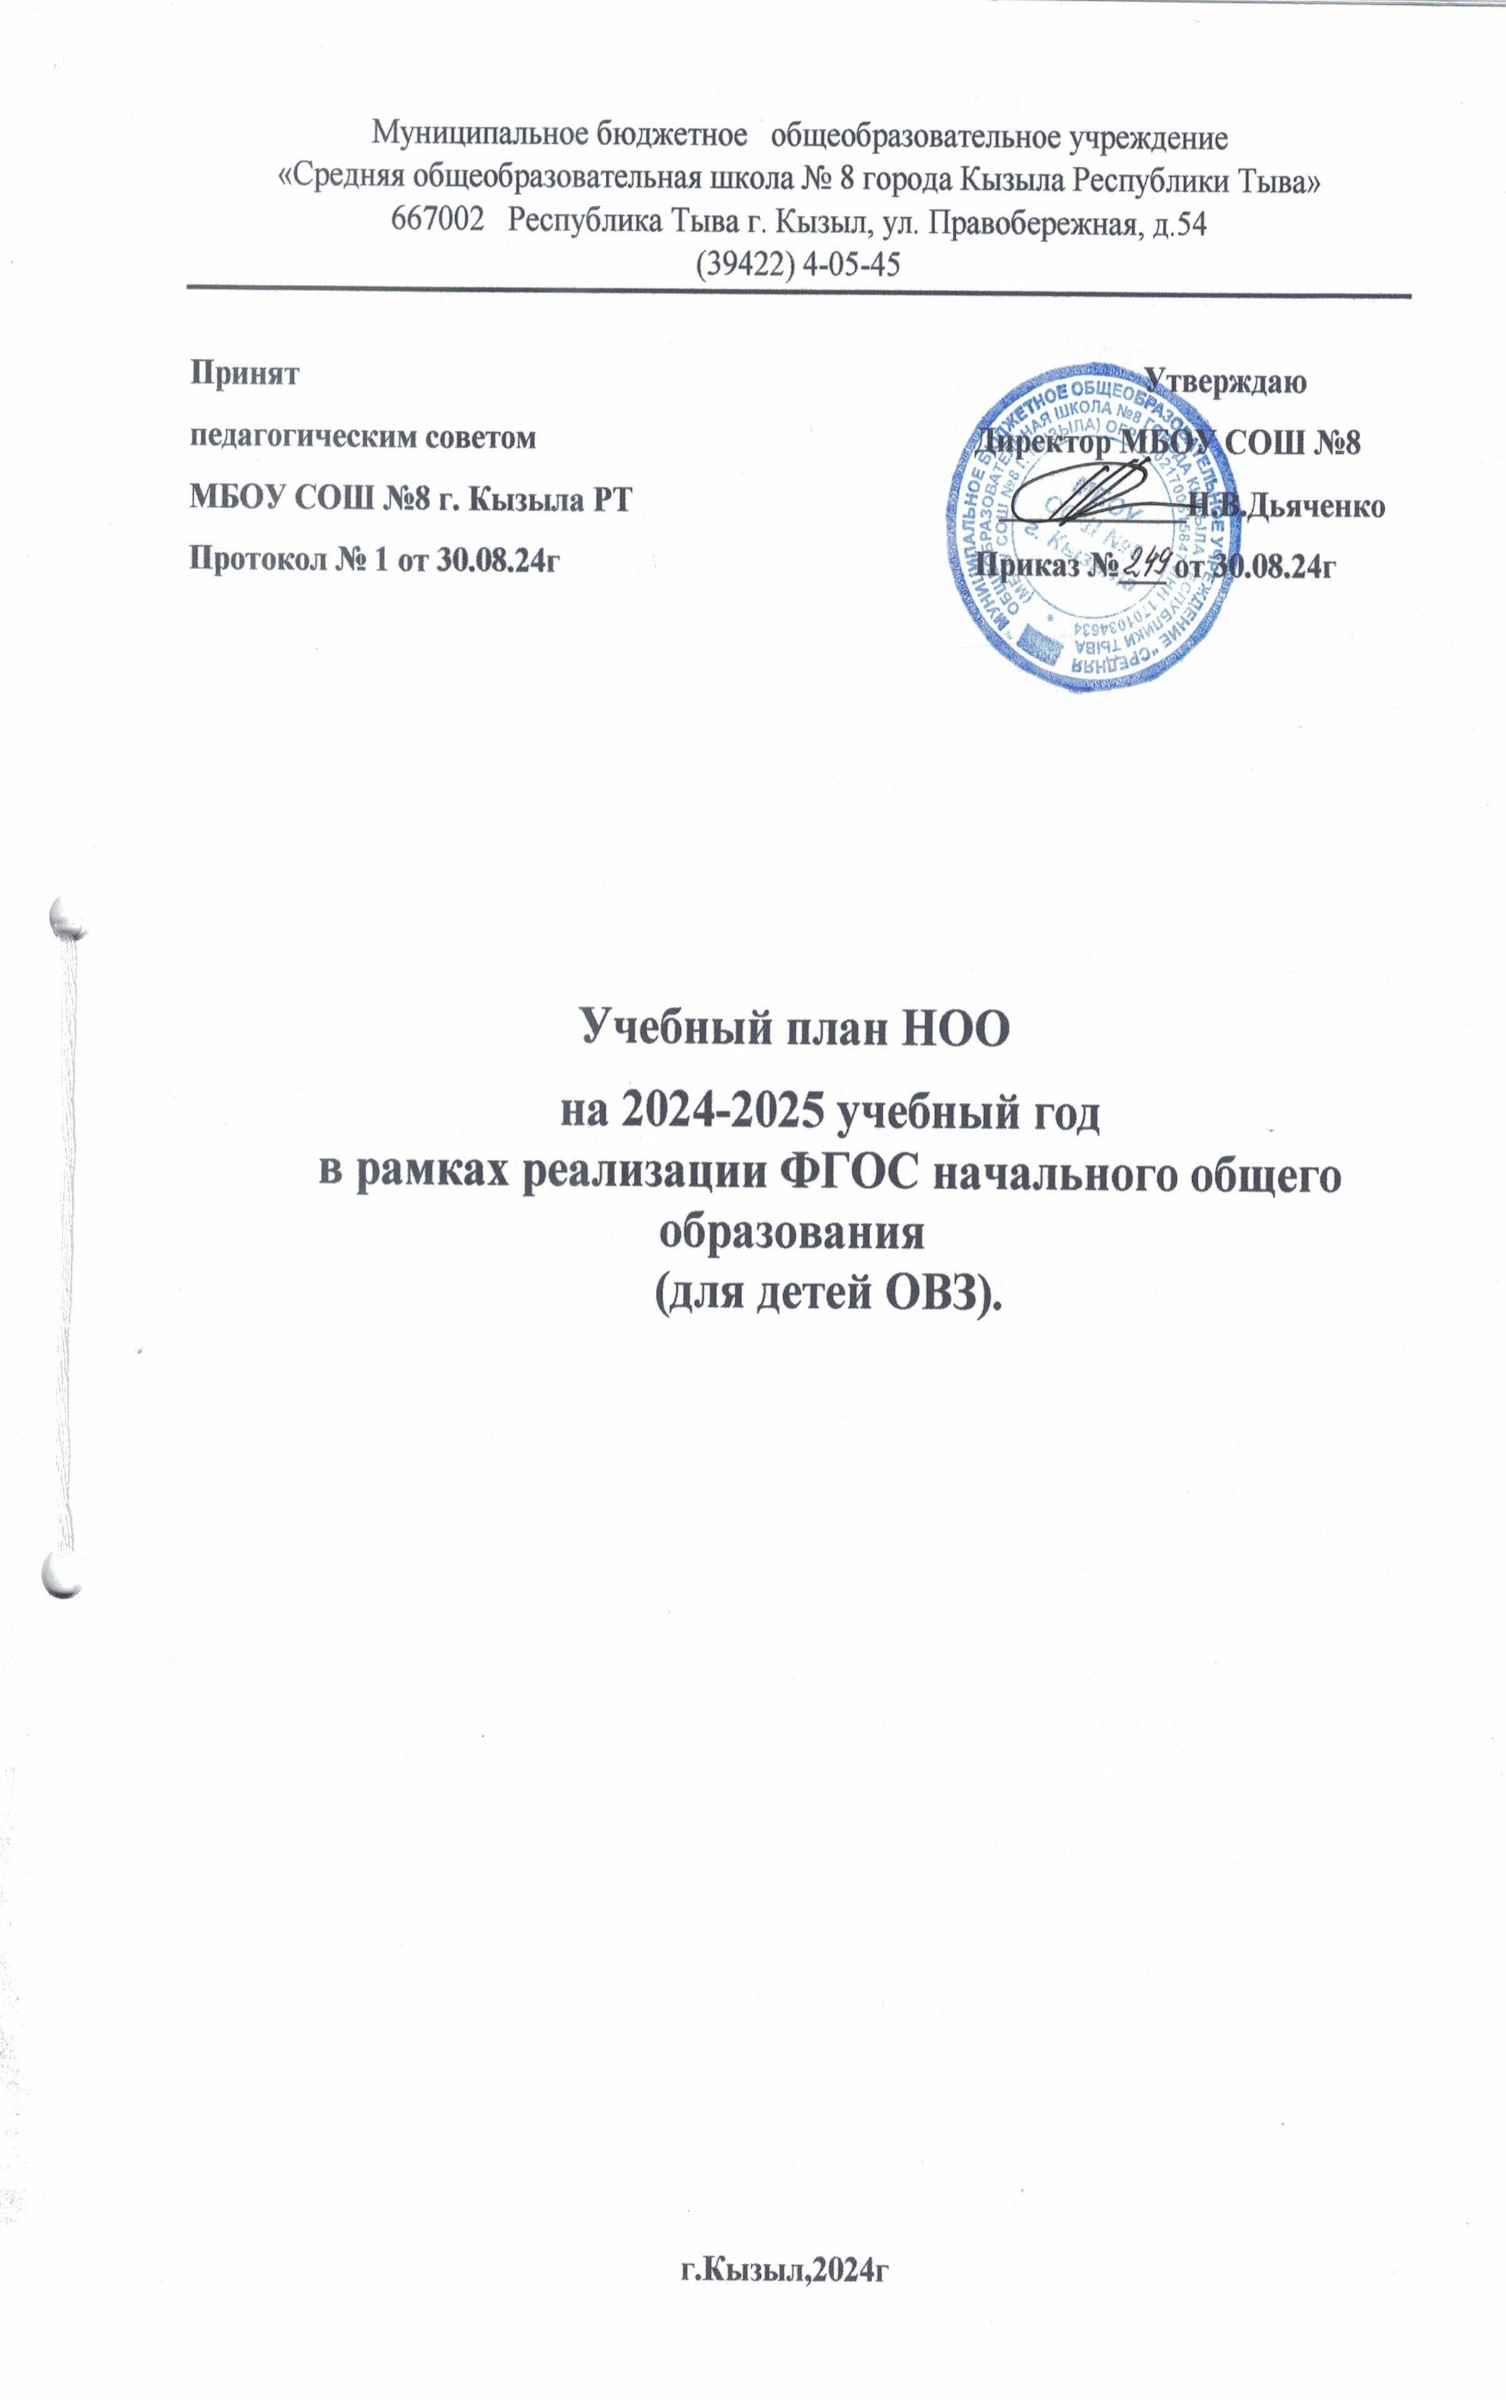 Муниципальное бюджетное общеобразовательное учреждение
«Средняя общеобразовательная школа № 8 города Кызыла Республики Тыва»
667002 Республика Тыва г. Кызыл, ул. Правобережная, д.54
(39422) 4-05-45
Принят
педагогическим советом
МБОУ СОШ №8 г. Кызыла РТ
Протокол № 1 от 30.08.24г
Утверждаю
Директор МБОУ СОШ №8
Н.В.Дьяченко
Приказ № 249 от 30.08.24г
Учебный план НОО
на 2024-2025 учебный год
в рамках реализации ФГОС начального общего
образования
(для детей ОВЗ).
г.Кызыл,2024г